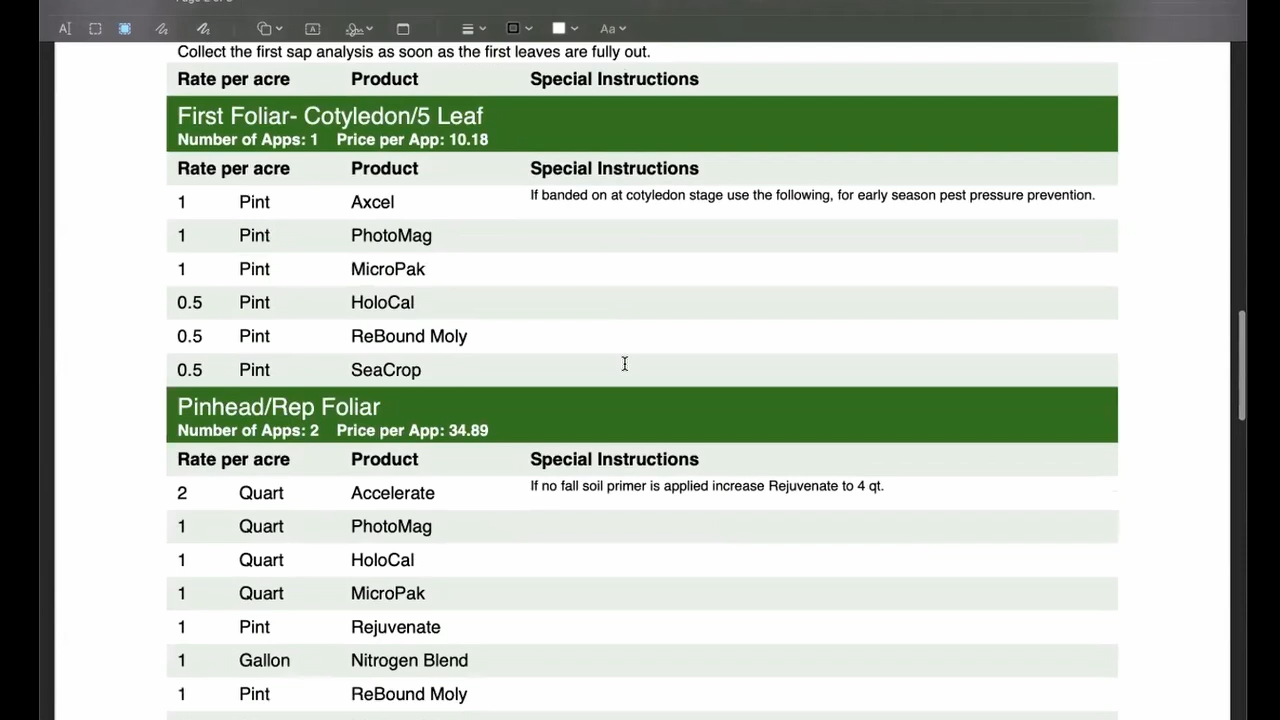 Collect the first sap analysis as soon as the first leaves are fully out.
Rate per acre Product Special Instructions
First Foliar- Cotyledon/5 Leaf
Number of Apps: 1 Price per App: 10.18
Rate per acre Product Special Instructions
1 Pint Axcel If banded on at cotyledon stage use the following, for early season pest pressure prevention.
1 Pint PhotoMag
1 Pint MicroPak
0.5 Pint HoloCal
0.5 Pint ReBound Moly
0.5 Pint SeaCrop
Pinhead/Rep Foliar
Number of Apps: 2 Price per App: 34.89
Rate per acre Product Special Instructions
2 Quart Accelerate If no fall soil primer is applied increase Rejuvenate to 4 qt.
1 Quart PhotoMag
1 Quart HoloCal
1 Quart MicroPak
1 Pint Rejuvenate
1 Gallon Nitrogen Blend
1 Pint ReBound Moly